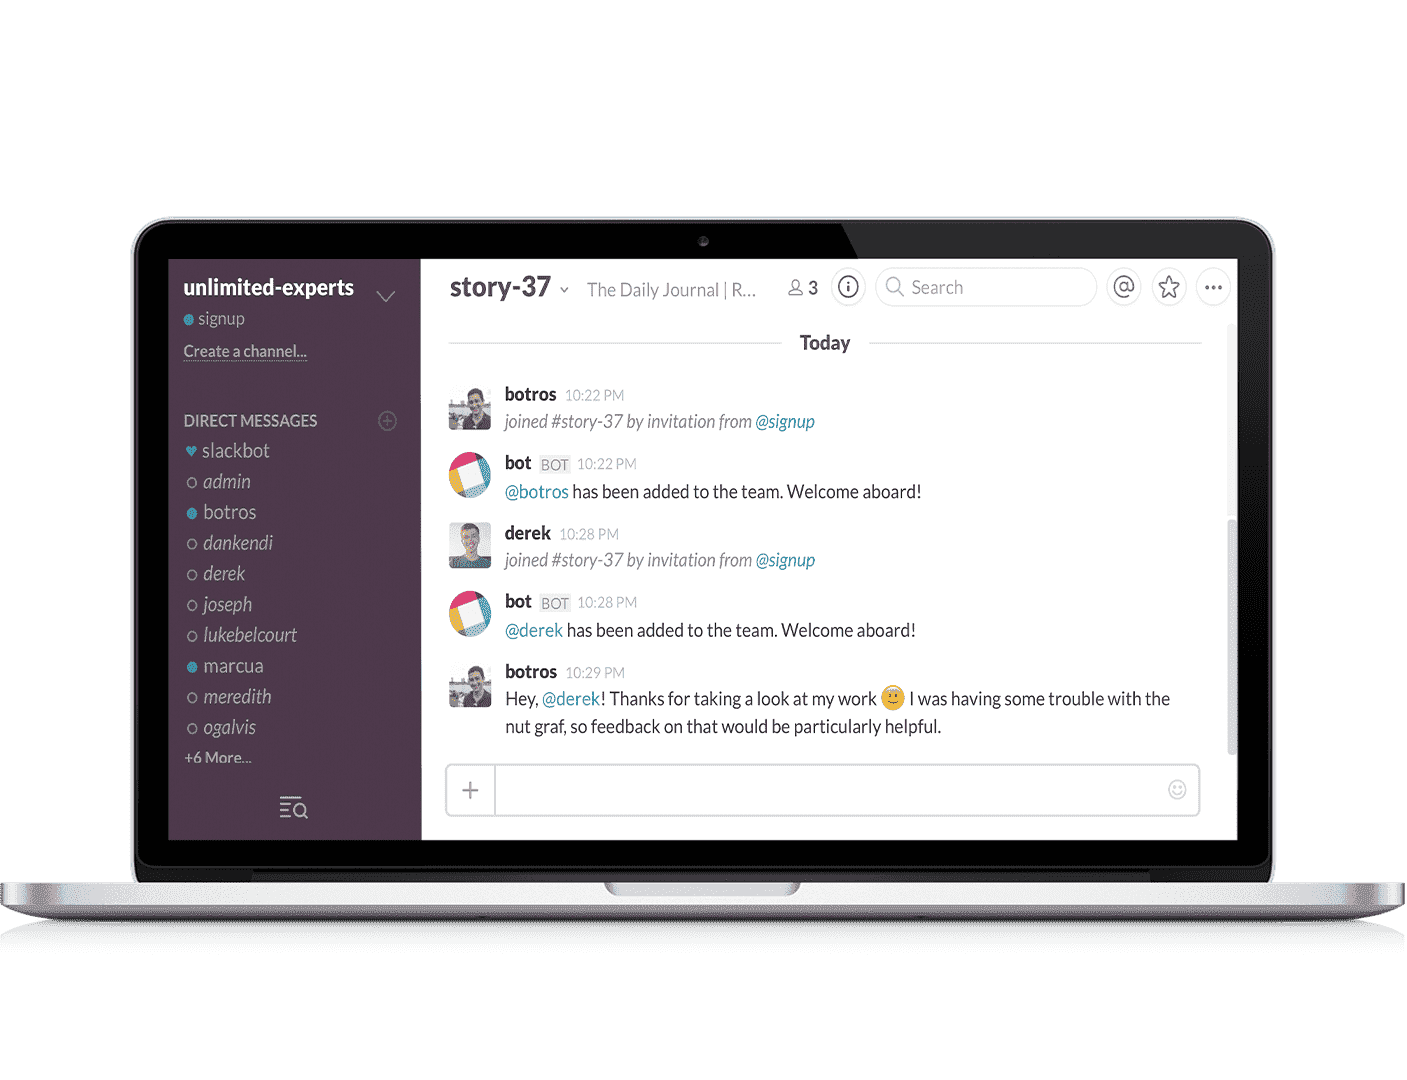 unlimited-experts
signup
Create a channel...
DIRECT MESSAGES
slackbot
admin
botros
dankendi
derek
joseph
lukebelcourt
marcua
meredith
ogalvis
+6 More...
story-37 The Daily Journal | R... 3 Search @
Today
botros 10:22 PM
joined #story-37 by invitation from @signup
bot BOT 10:22 PM
@botros has been added to the team. Welcome aboard!
derek 10:28 PM
joined #story-37 by invitation from @signup
bot BOT 10:28 PM
@derek has been added to the team. Welcome aboard!
botros 10:29 PM
Hey, @derek! Thanks for taking a look at my work 😇 I was having some trouble with the
nut graf, so feedback on that would be particularly helpful.